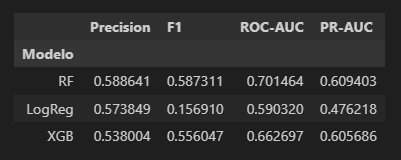 Precision F1 ROC-AUC PR-AUC
Modelo
RF 0.588641 0.587311 0.701464 0.609403
LogReg 0.573849 0.156910 0.590320 0.476218
XGB 0.538004 0.556047 0.662697 0.605686